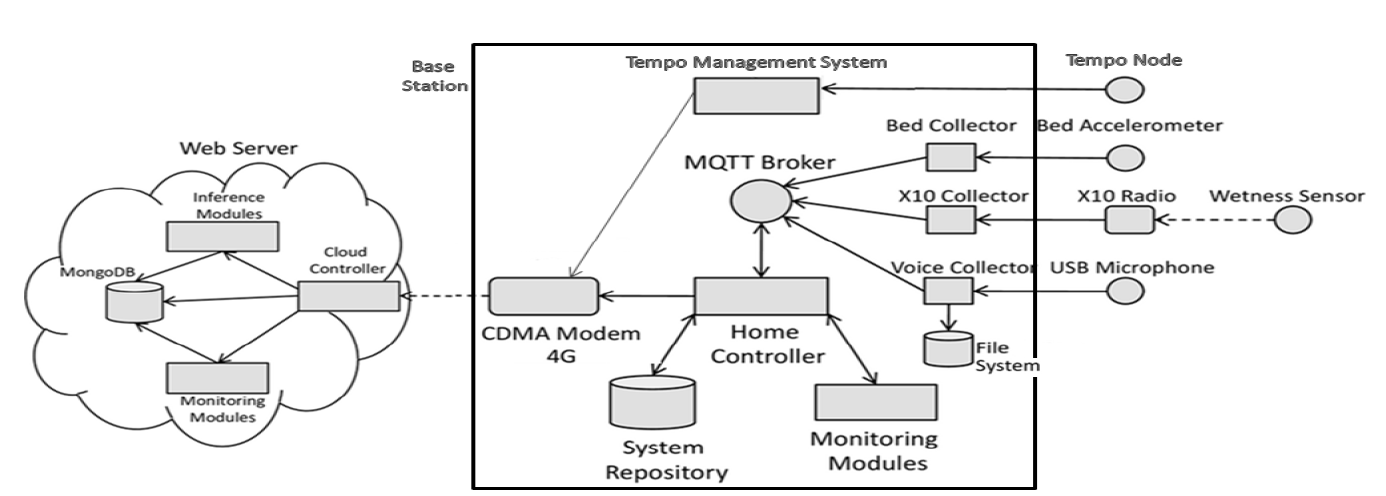 Tempo Management System
Tempo Node
Base
Station
Bed Collector
Bed Accelerometer
Web Server
MQTT Broker
Inference
Modules
X10 Collector
X10 Radio
Wetness Sensor
Cloud
Controller
MongoDB
Voice Collector
USB Microphone
CDMA Modem
4G
Home
Controller
File
System
Monitoring
Modules
System
Repository
Monitoring
Modules